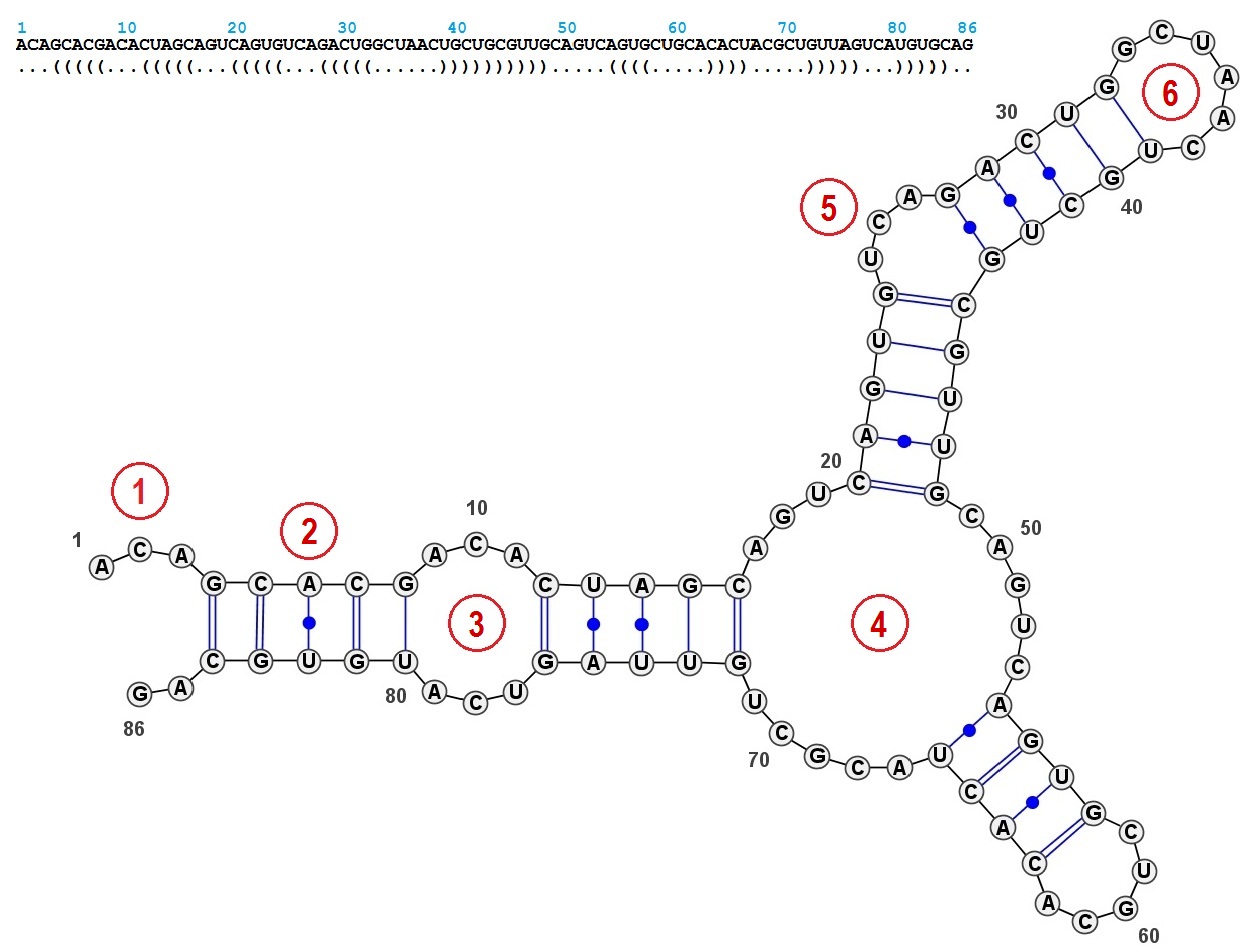 1 10 20 30 40 50 60 70 80 86
ACAGCACGACACUAGCAGUCAGUGUCAGACUGGCUAACUGCUGCGUUGCAGUCAGUGCUGCACACUACGCUGUUAGUCAUGUGCAG
...(((((...(((((...(((((...(((((......)))))))))).....((((.....)))).....)))))...)))))..
G C U
G 6 A
30 U A
C U C
A G
5 C A G C 40
C U
U G
G C
U G
G U
A U
20 C G
1 U
10 G C 50
2 A A
1 A C A A C A
G C A C G C U A G C G
3 4 U
C G U G U G A U U G C
80 A C U A
G A U G
86 C U U
70 G C A C G
A C
C U
A C G
60